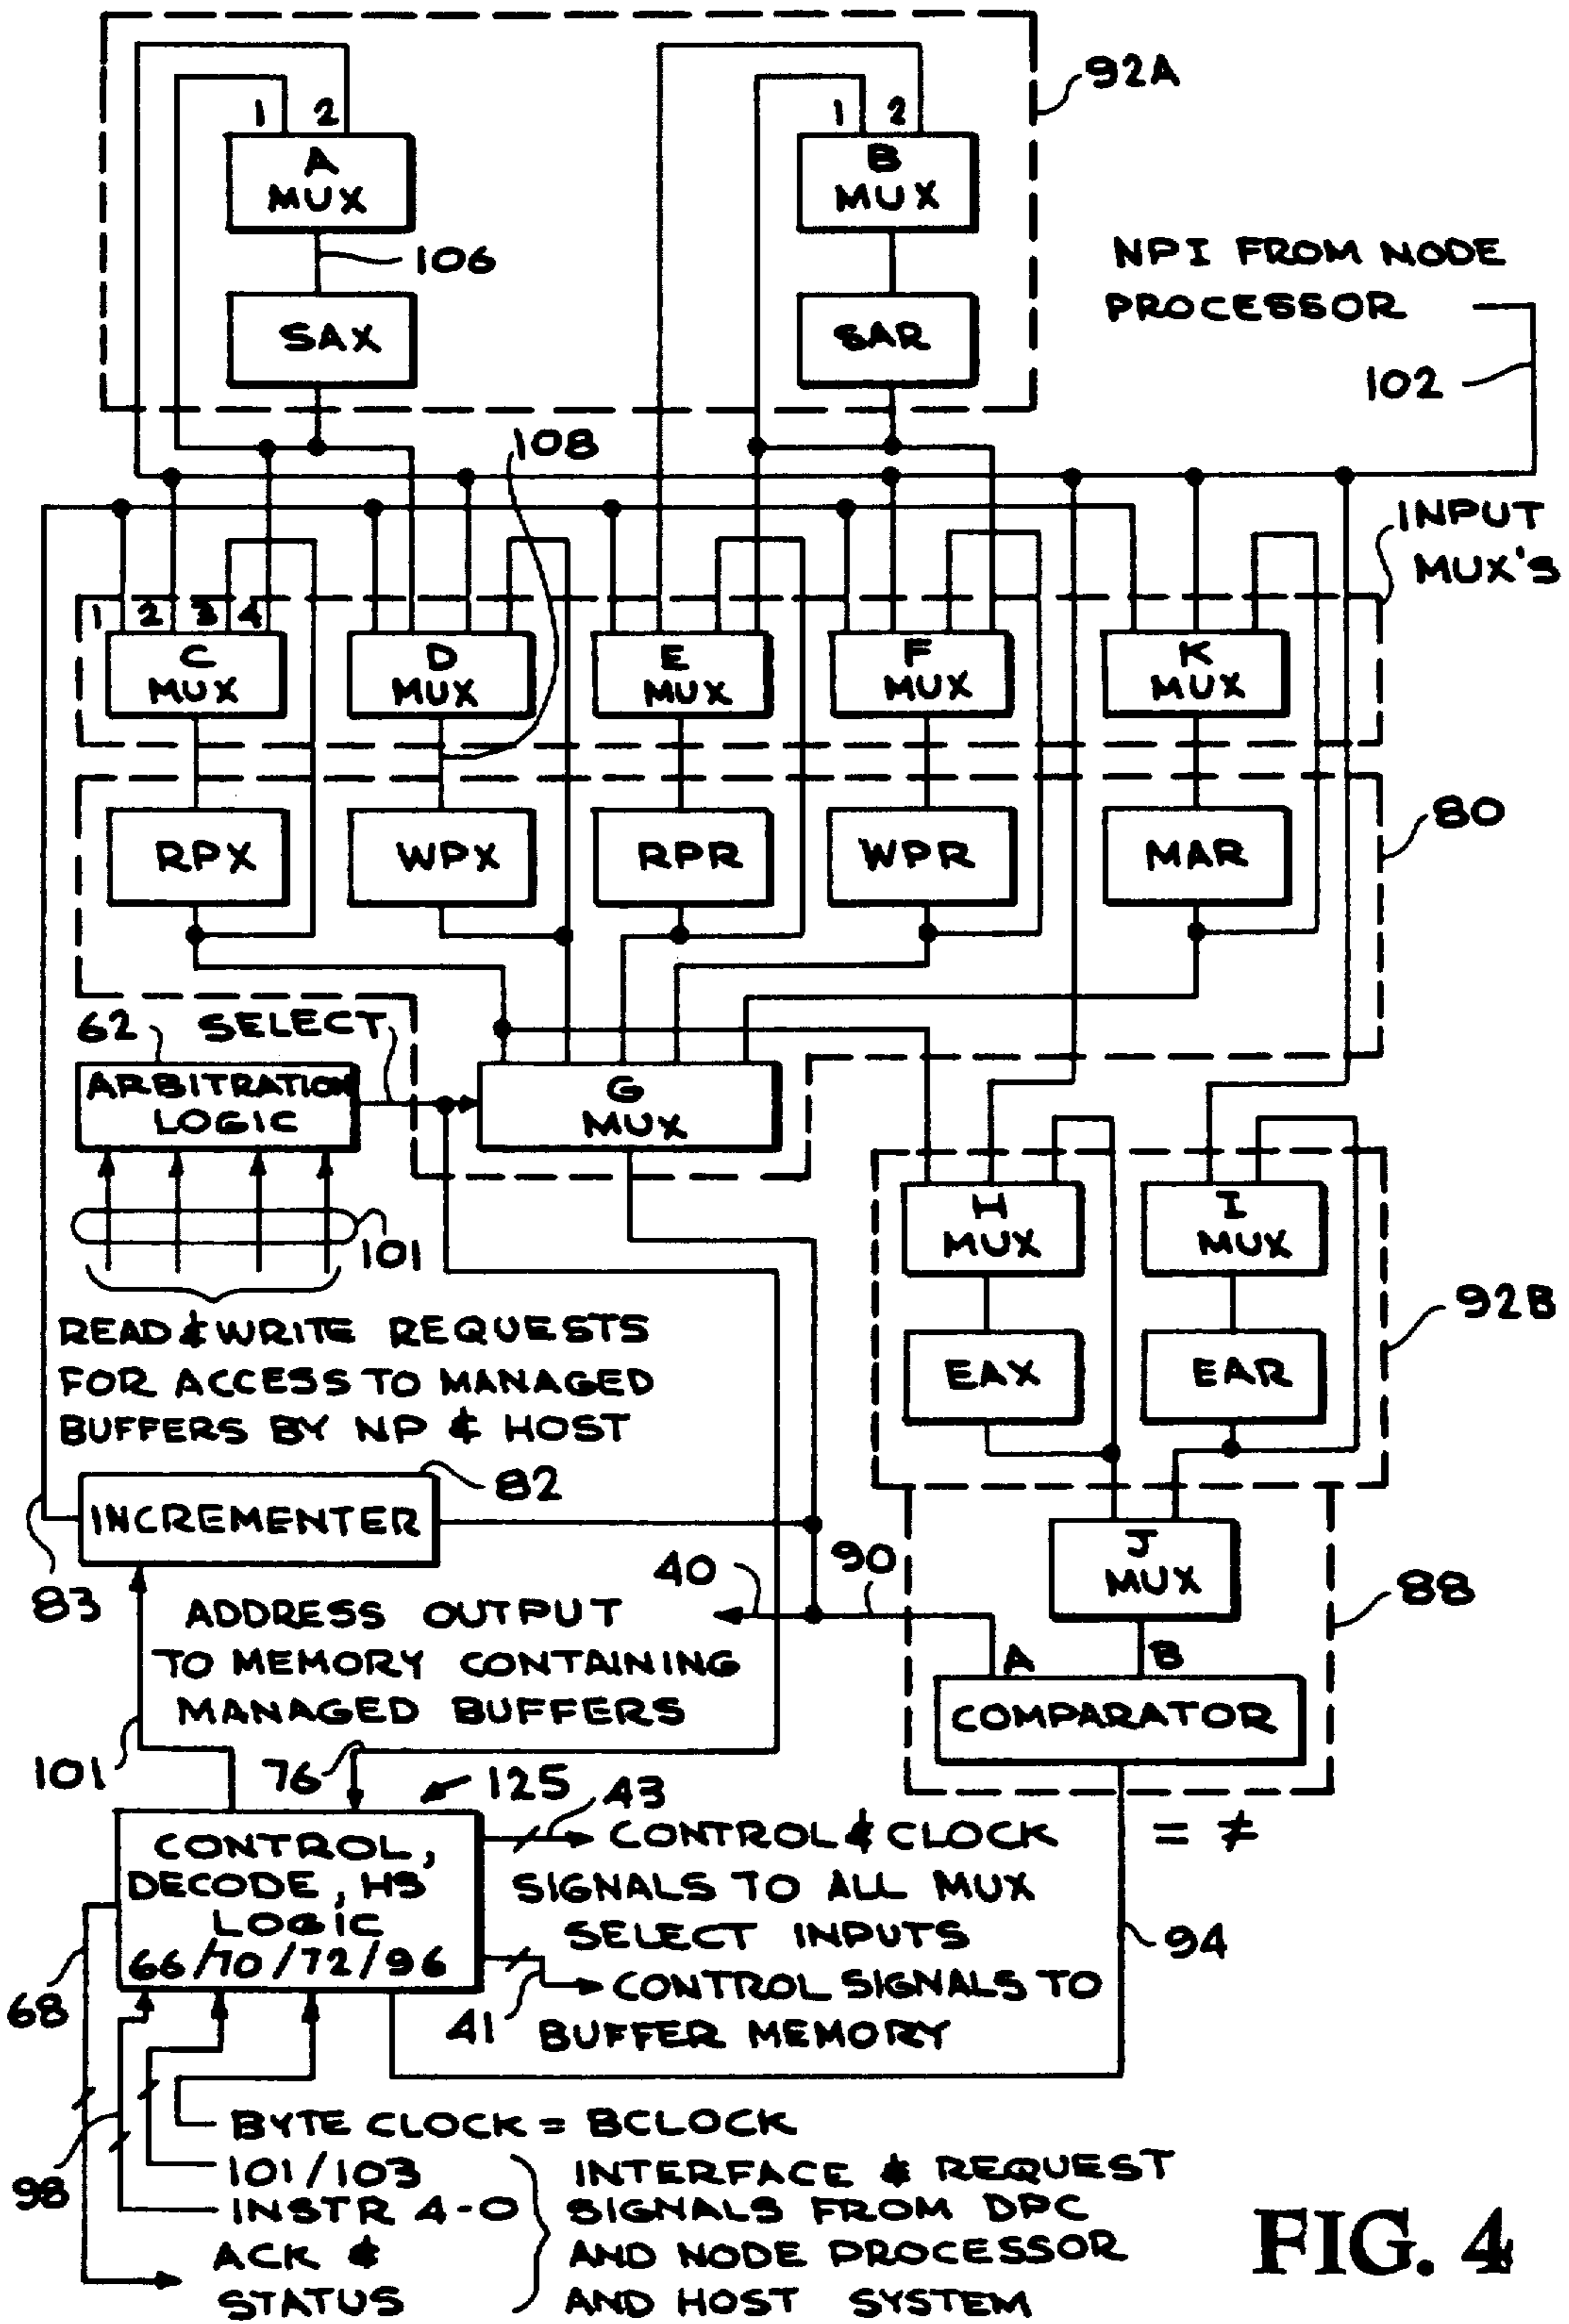 92A
1 2
A
MUX
1 2
B
MUX
106
NPI FROM NODE
PROCESSOR
SAX
SAR
102
108
INPUT
MUX'S
1 2 3 4
C
MUX
D
MUX
E
MUX
F
MUX
K
MUX
RPX
WPX
RPR
WPR
MAR
80
62 SELECT
ARBITRATION
LOGIC
G
MUX
101
H
MUX
I
MUX
92B
READ & WRITE REQUESTS
FOR ACCESS TO MANAGED
BUFFERS BY NP & HOST
EAX
EAR
82
INCREMENTER
83
40
90
J
MUX
88
ADDRESS OUTPUT
TO MEMORY CONTAINING
MANAGED BUFFERS
A
B
COMPARATOR
101
76
125
43
CONTROL,
DECODE, HS
LOGIC
66/70/72/96
CONTROL & CLOCK
SIGNALS TO ALL MUX
SELECT INPUTS
= ≠
94
68
41
CONTROL SIGNALS TO
BUFFER MEMORY
98
BYTE CLOCK = BCLOCK
101/103
INSTR 4-0
ACK &
STATUS
INTERFACE & REQUEST
SIGNALS FROM DPC
AND NODE PROCESSOR
AND HOST SYSTEM
FIG. 4